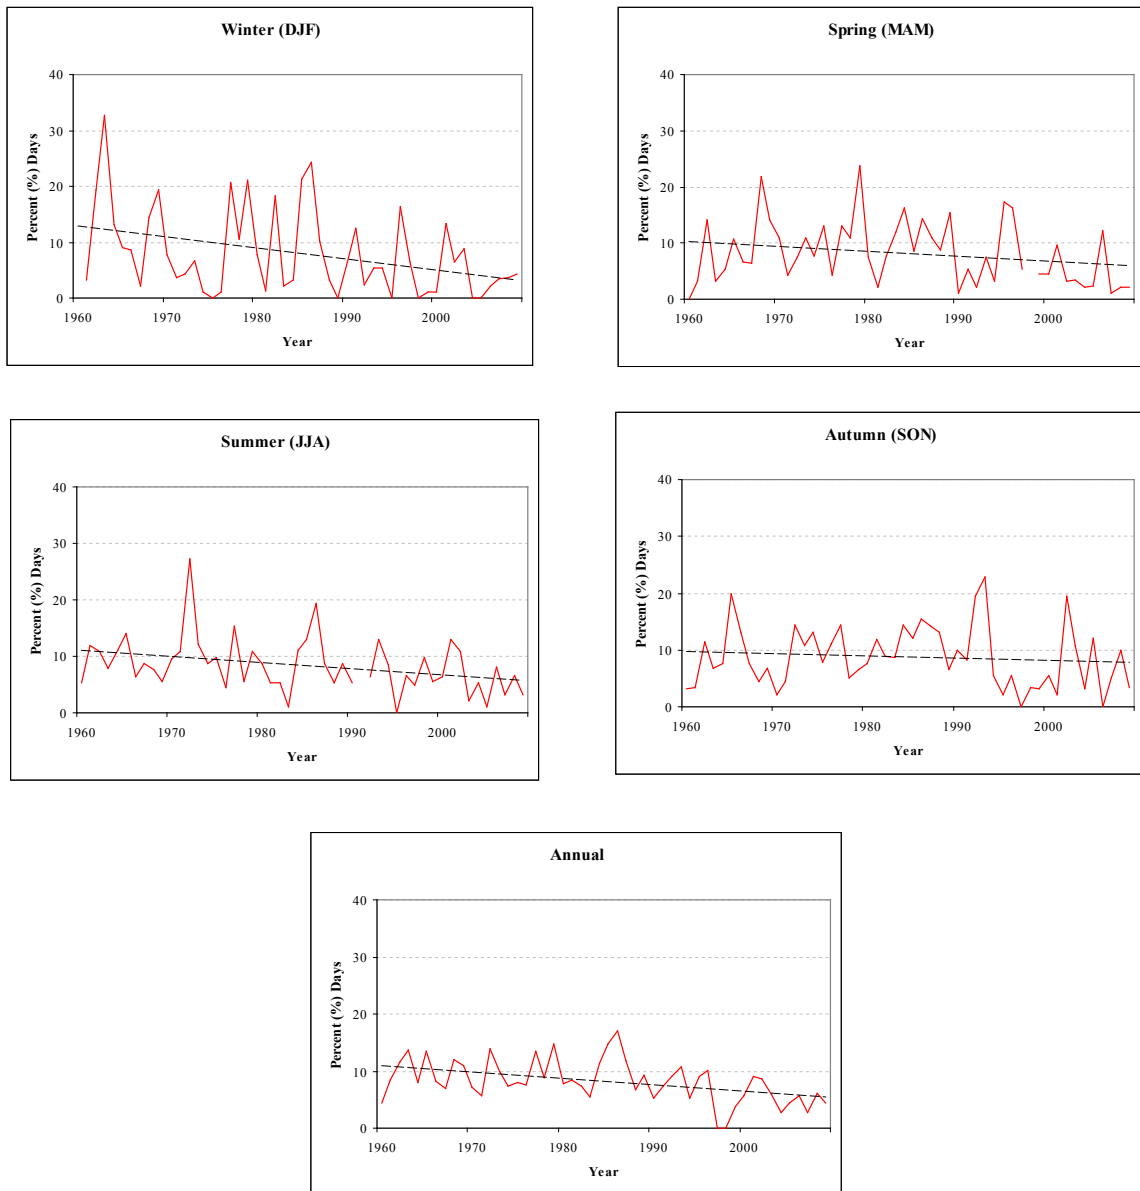 Winter (DJF)
40
30
20
10
0
Percent (%) Days
1960 1970 1980 1990 2000
Year
Spring (MAM)
40
30
20
10
0
Percent (%) Days
1960 1970 1980 1990 2000
Year
Summer (JJA)
40
30
20
10
0
Percent (%) Days
1960 1970 1980 1990 2000
Year
Autumn (SON)
40
30
20
10
0
Percent (%) Days
1960 1970 1980 1990 2000
Year
Annual
40
30
20
10
0
Percent (%) Days
1960 1970 1980 1990 2000
Year